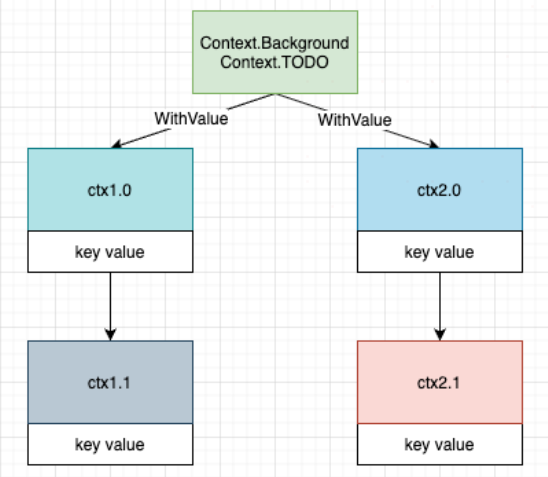 Context.Background
Context.TODO
WithValue
WithValue
ctx1.0
ctx2.0
key value
key value
ctx1.1
ctx2.1
key value
key value